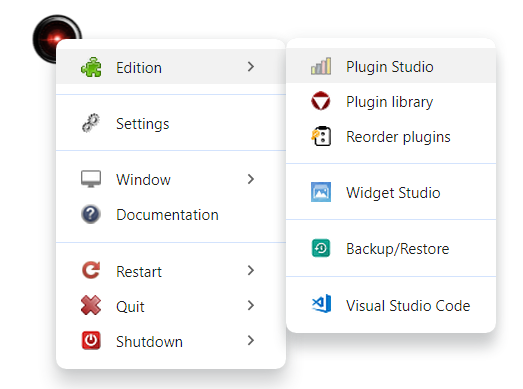 Edition
Settings
Window
Documentation
Restart
Quit
Shutdown
Plugin Studio
Plugin library
Reorder plugins
Widget Studio
Backup/Restore
Visual Studio Code